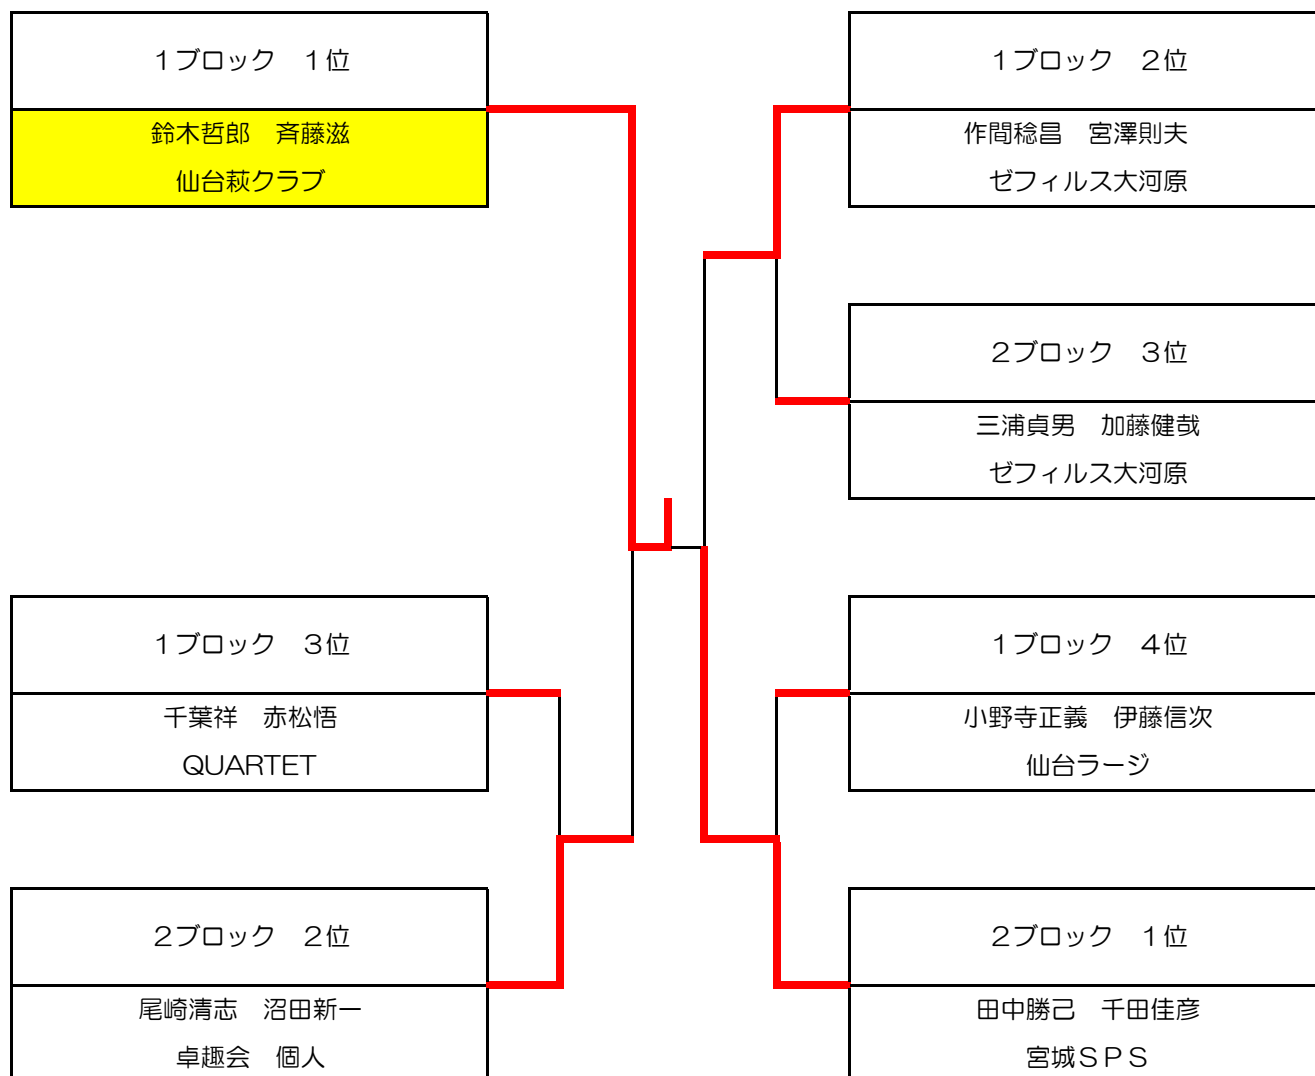 １ブロック　１位
鈴木哲郎　斉藤滋
仙台萩クラブ
１ブロック　３位
千葉祥　赤松悟
QUARTET
２ブロック　２位
尾崎清志　沼田新一
卓趣会　個人
１ブロック　２位
作間稔昌　宮澤則夫
ゼフィルス大河原
２ブロック　３位
三浦貞男　加藤健哉
ゼフィルス大河原
１ブロック　４位
小野寺正義　伊藤信次
仙台ラージ
２ブロック　１位
田中勝己　千田佳彦
宮城ＳＰＳ